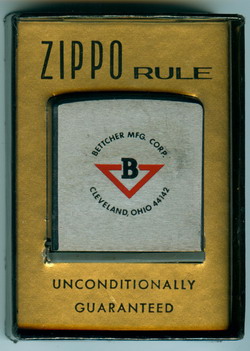 ZIPPO RULE
BETTCHER MFG. CORP.
B
CLEVELAND, OHIO 44142
UNCONDITIONALLY
GUARANTEED